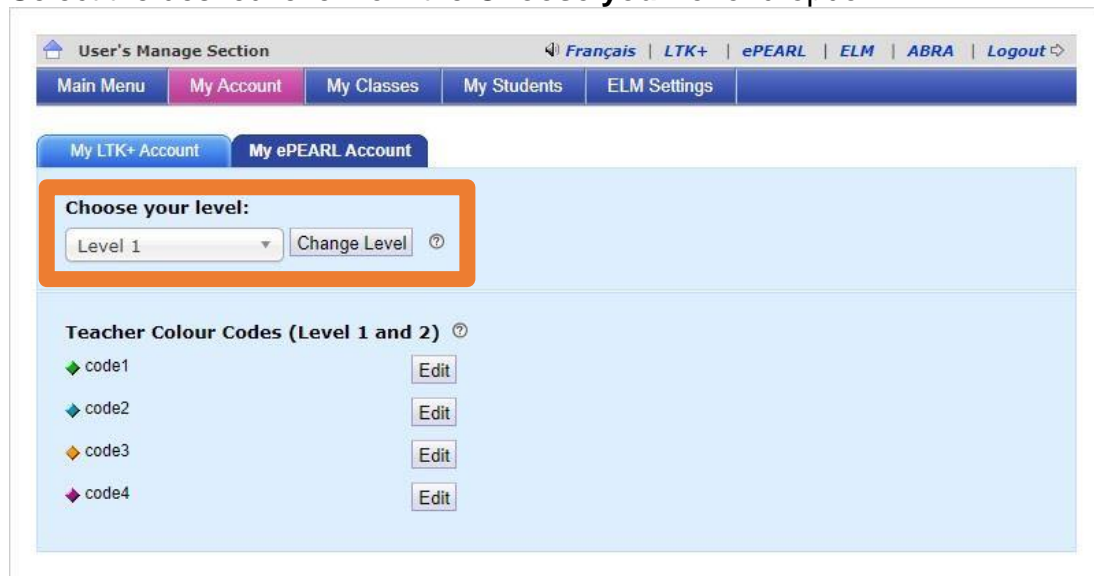 User's Manage Section Français | LTK+ | ePEARL | ELM | ABRA | Logout
Main Menu My Account My Classes My Students ELM Settings
My LTK+ Account My ePEARL Account
Choose your level:
Level 1 Change Level ?
Teacher Colour Codes (Level 1 and 2) ?
code1 Edit
code2 Edit
code3 Edit
code4 Edit